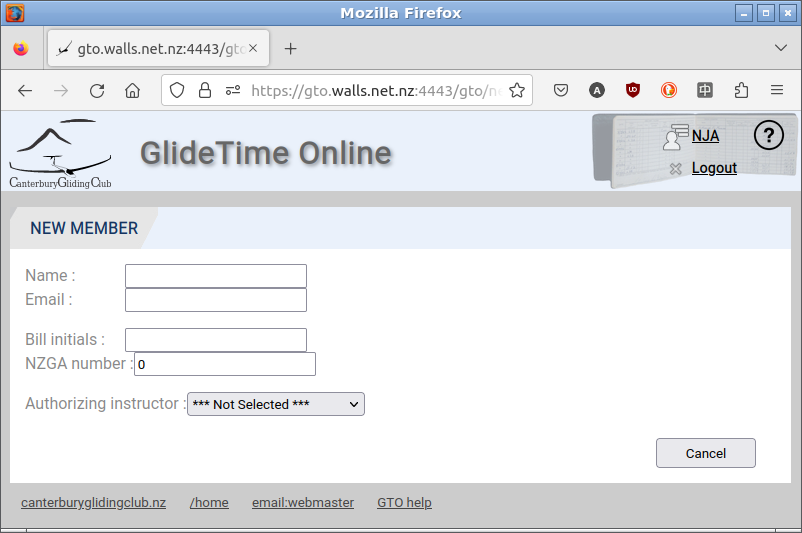 Mozilla Firefox
gto.walls.net.nz:4443/gto
https://gto.walls.net.nz:4443/gto/ne
CanterburyGlidingClub
GlideTime Online
NJA
?
Logout
NEW MEMBER
Name :
Email :
Bill initials :
NZGA number : 0
Authorizing instructor : *** Not Selected ***
Cancel
canterburyglidingclub.nz /home email:webmaster GTO help